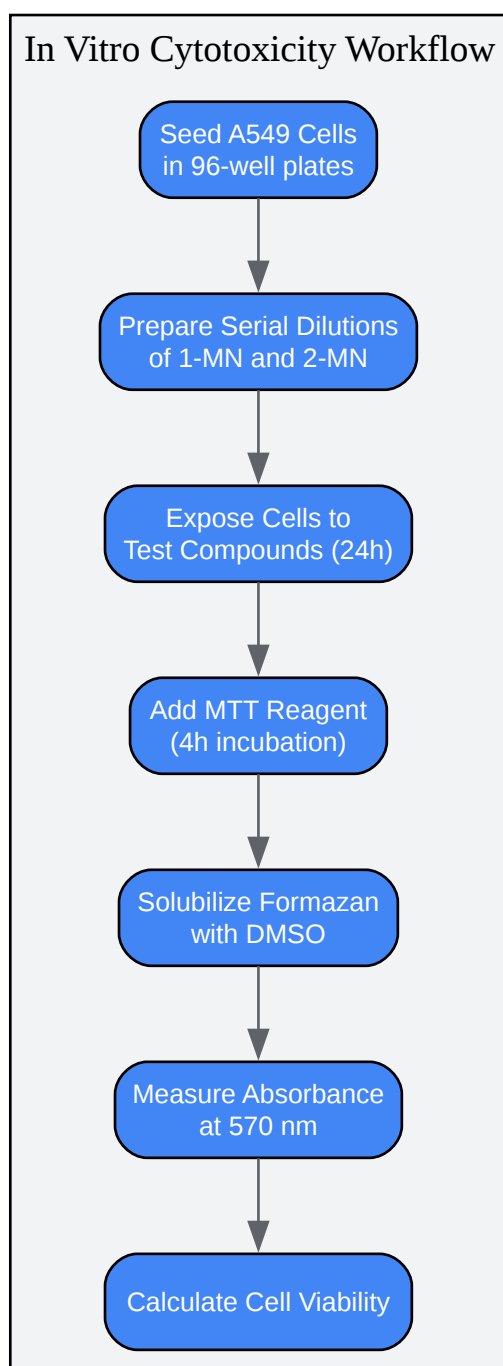 In Vitro Cytotoxicity Workflow
Seed A549 Cells
in 96-well plates
Prepare Serial Dilutions
of 1-MN and 2-MN
Expose Cells to
Test Compounds (24h)
Add MTT Reagent
(4h incubation)
Solubilize Formazan
with DMSO
Measure Absorbance
at 570 nm
Calculate Cell Viability